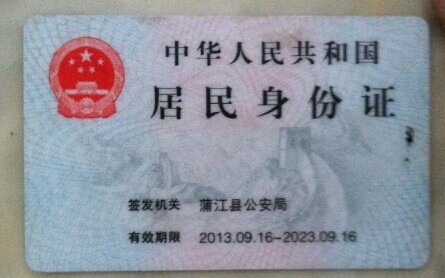 中华人民共和国
居民身份证
签发机关 蒲江县公安局
有效期限 2013.09.16-2023.09.16